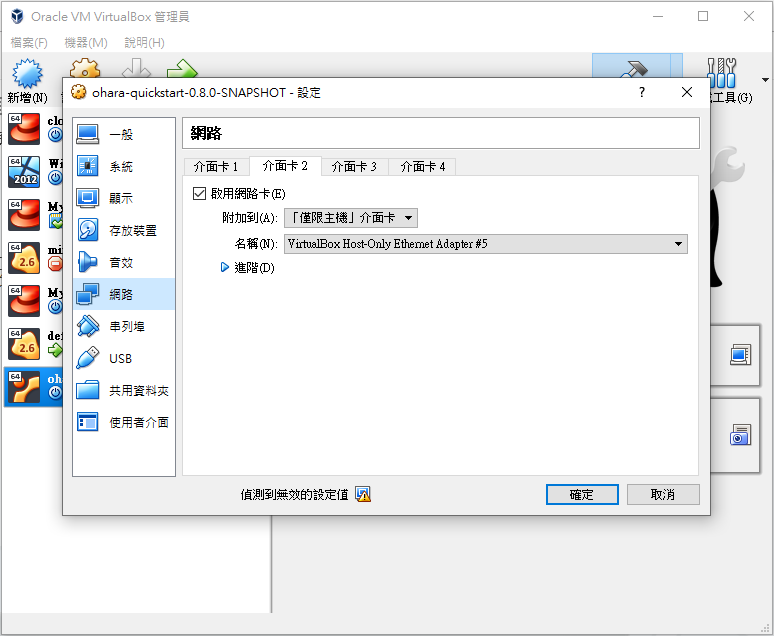 Oracle VM VirtualBox 管理員
檔案(F) 機器(M) 說明(H)
新增(N)
工具(G)
ohara-quickstart-0.8.0-SNAPSHOT - 設定
?
64
clo
64
2012
Wi
64
My
64
2.6
mi
64
My
64
2.6
def
64
oh
一般
系統
顯示
存放裝置
音效
網路
串列埠
USB
共用資料夾
使用者介面
網路
介面卡 1 介面卡 2 介面卡 3 介面卡 4
啟用網路卡(E)
附加到(A): 「僅限主機」介面卡
名稱(N): VirtualBox Host-Only Ethernet Adapter #5
進階(D)
偵測到無效的設定值
確定 取消